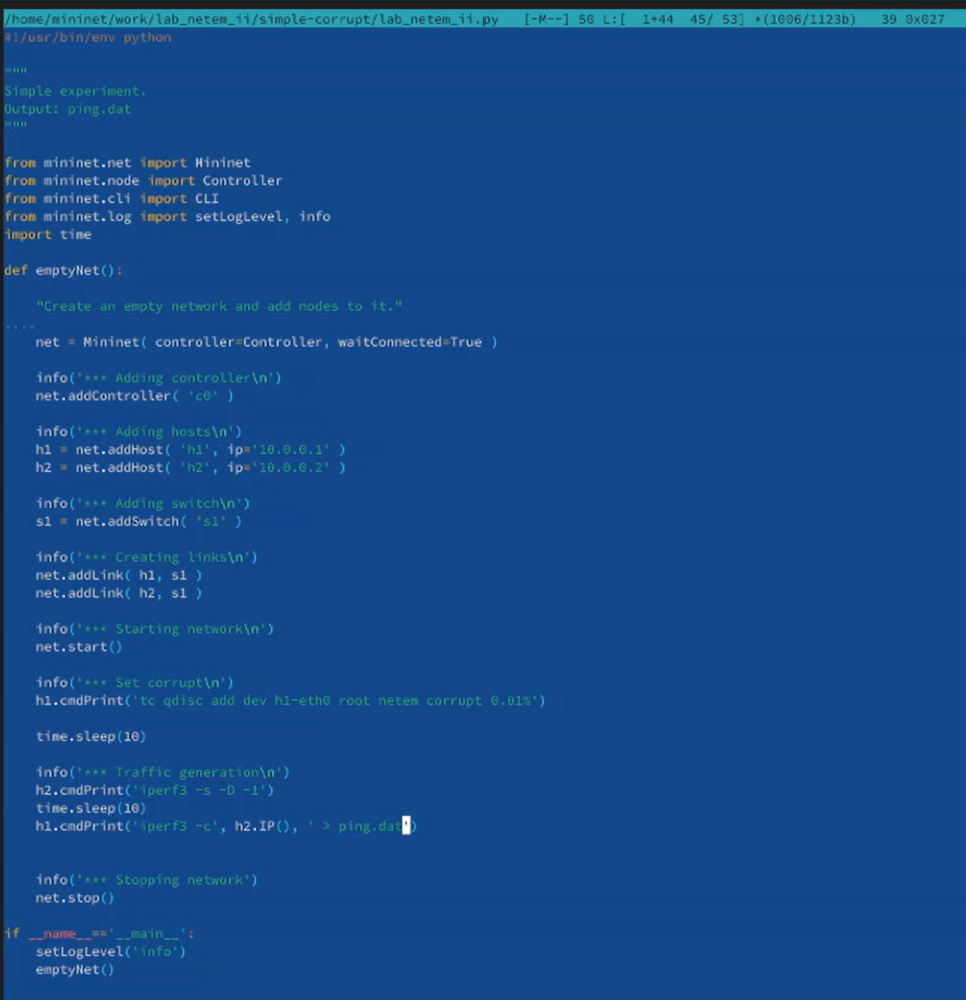 /home/mininet/work/lab_netem_ii/simple-corrupt/lab_netem_ii.py [-M--] 50 L:[ 1+44 45/ 53] *(1006/1123b) 39 0x027
#!/usr/bin/env python
"""
Simple experiment.
Output: ping.dat
"""
from mininet.net import Mininet
from mininet.node import Controller
from mininet.cli import CLI
from mininet.log import setLogLevel, info
import time
def emptyNet():
"Create an empty network and add nodes to it."
....
net = Mininet( controller=Controller, waitConnected=True )
info('*** Adding controller\n')
net.addController( 'c0' )
info('*** Adding hosts\n')
h1 = net.addHost( 'h1', ip='10.0.0.1' )
h2 = net.addHost( 'h2', ip='10.0.0.2' )
info('*** Adding switch\n')
s1 = net.addSwitch( 's1' )
info('*** Creating links\n')
net.addLink( h1, s1 )
net.addLink( h2, s1 )
info('*** Starting network\n')
net.start()
info('*** Set corrupt\n')
h1.cmdPrint('tc qdisc add dev h1-eth0 root netem corrupt 0.01%')
time.sleep(10)
info('*** Traffic generation\n')
h2.cmdPrint('iperf3 -s -D -1')
time.sleep(10)
h1.cmdPrint('iperf3 -c', h2.IP(), ' > ping.dat')
info('*** Stopping network')
net.stop()
if __name__=='__main__':
setLogLevel('info')
emptyNet()